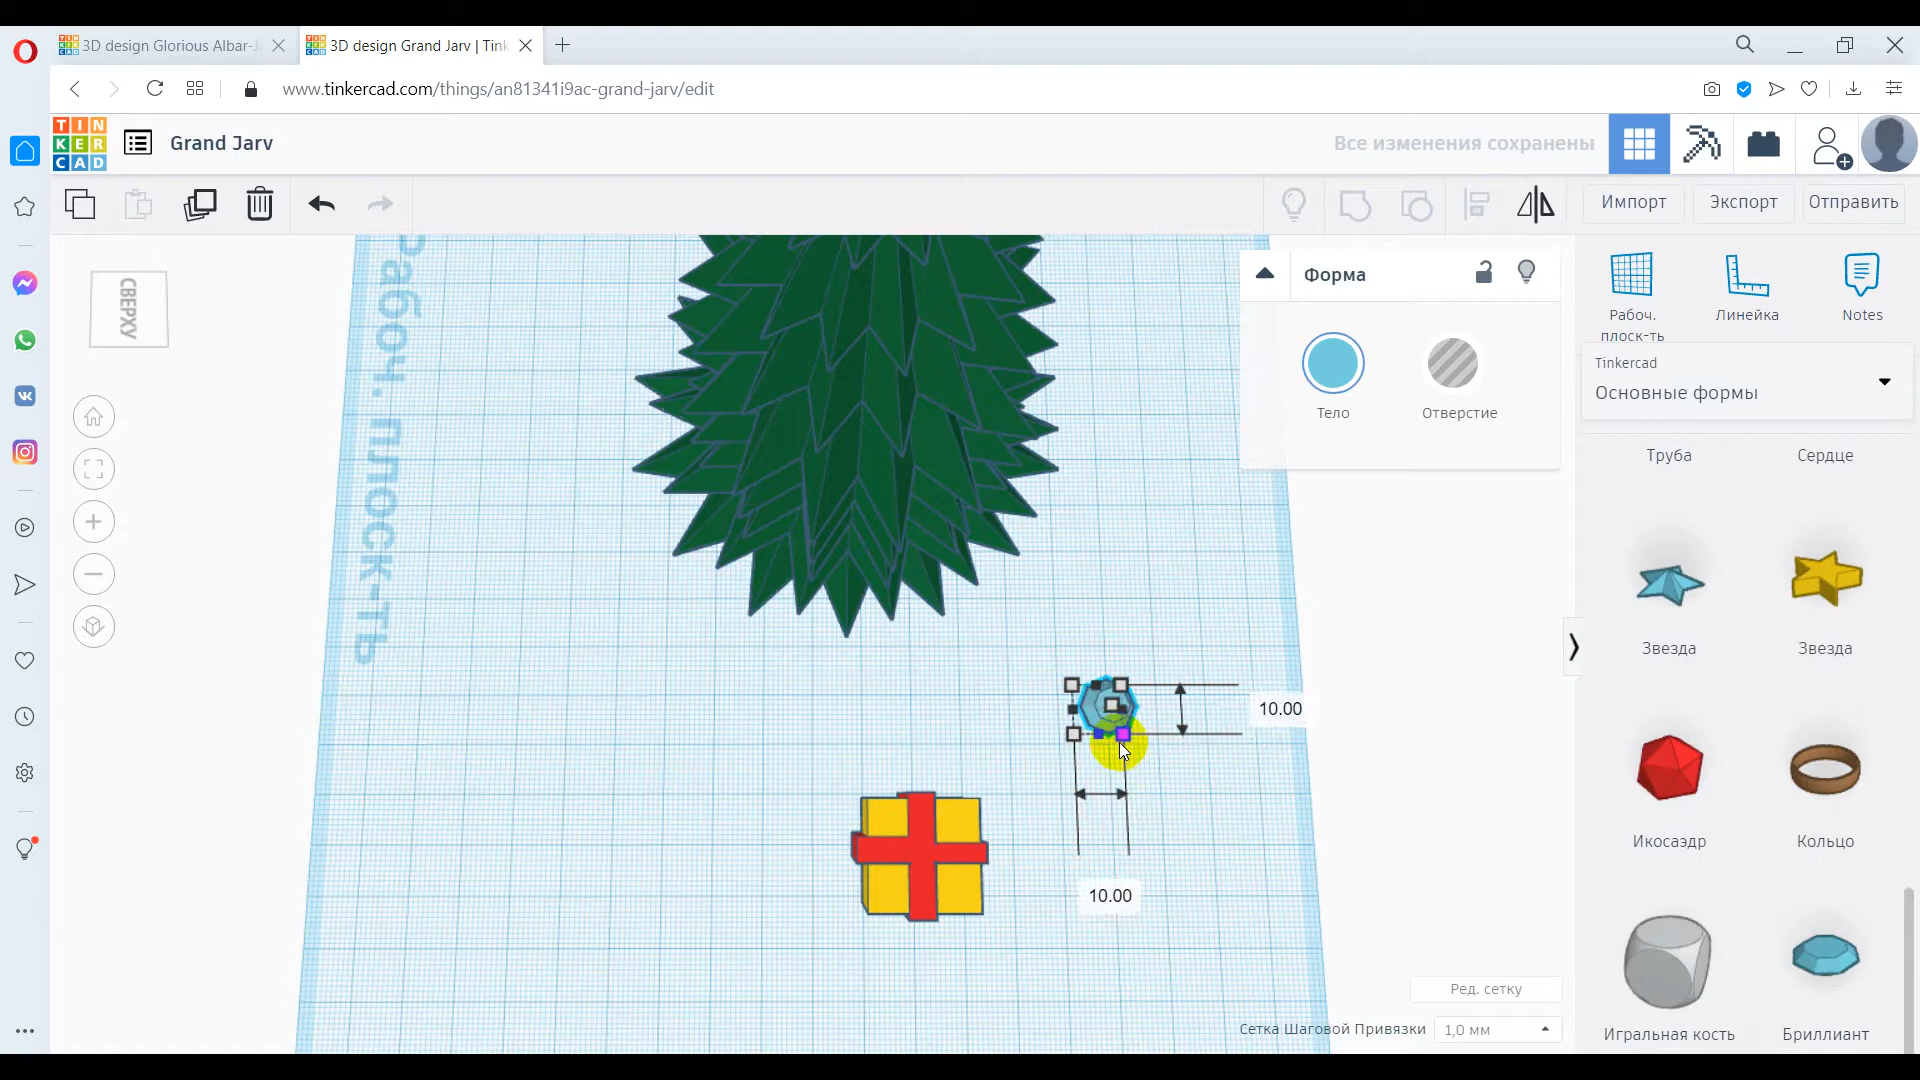 3D design Glorious Albar-J
3D design Grand Jarv | Tink
www.tinkercad.com/things/an81341i9ac-grand-jarv/edit
TIN
KER
CAD
Grand Jarv
Все изменения сохранены
Импорт
Экспорт
Отправить
СВЕРХУ
Рабоч. плоск-ть
Форма
Тело
Отверстие
Рабоч.
плоск-ть
Линейка
Notes
Tinkercad
Основные формы
Труба
Сердце
Звезда
Звезда
Икосаэдр
Кольцо
Игральная кость
Бриллиант
10.00
10.00
Ред. сетку
Сетка Шаговой Привязки
1,0 мм